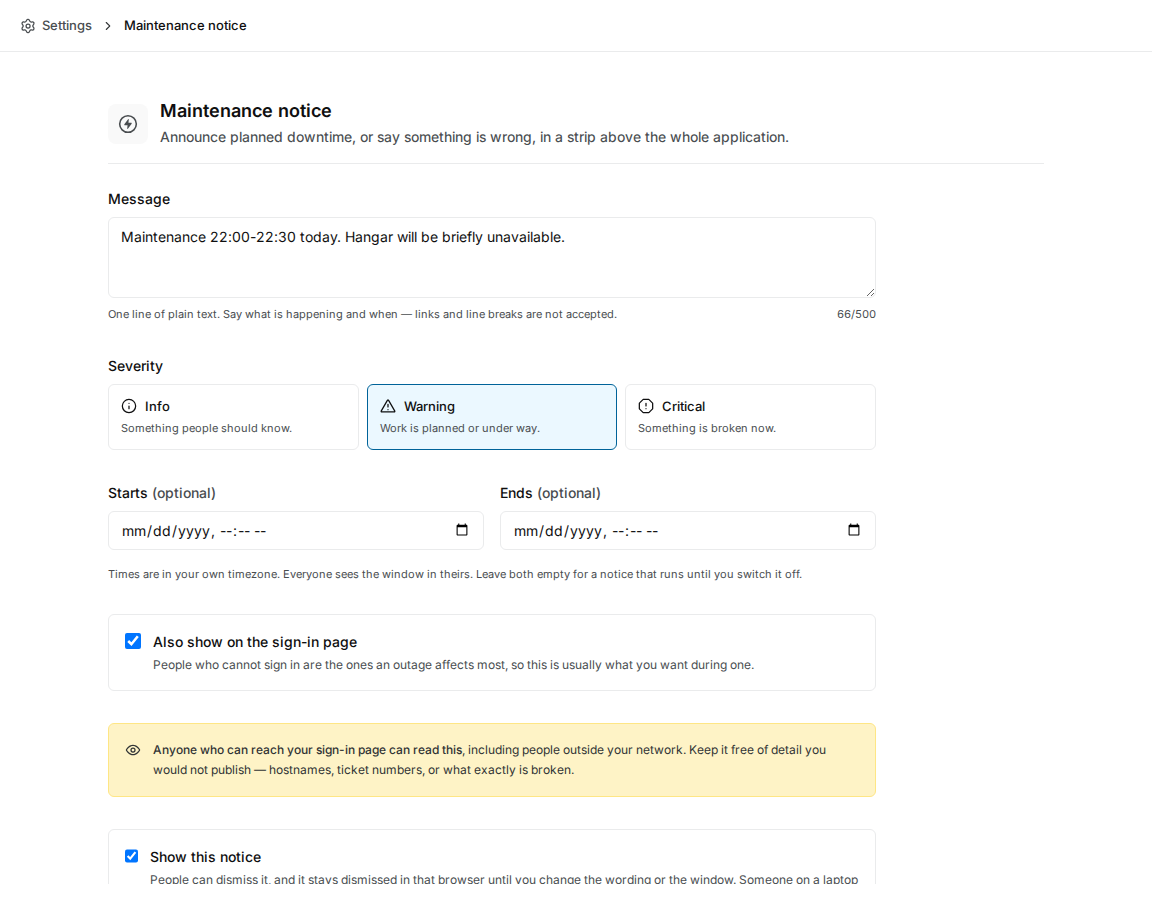 Settings > Maintenance notice
Maintenance notice
Announce planned downtime, or say something is wrong, in a strip above the whole application.
Message
Maintenance 22:00-22:30 today. Hangar will be briefly unavailable.
One line of plain text. Say what is happening and when — links and line breaks are not accepted. 66/500
Severity
Info Warning Critical
Something people should know. Work is planned or under way. Something is broken now.
Starts (optional) Ends (optional)
mm/dd/yyyy, --:-- -- mm/dd/yyyy, --:-- --
Times are in your own timezone. Everyone sees the window in theirs. Leave both empty for a notice that runs until you switch it off.
Also show on the sign-in page
People who cannot sign in are the ones an outage affects most, so this is usually what you want during one.
Anyone who can reach your sign-in page can read this, including people outside your network. Keep it free of detail you
would not publish — hostnames, ticket numbers, or what exactly is broken.
Show this notice
People can dismiss it, and it stays dismissed in that browser until you change the wording or the window. Someone on a laptop